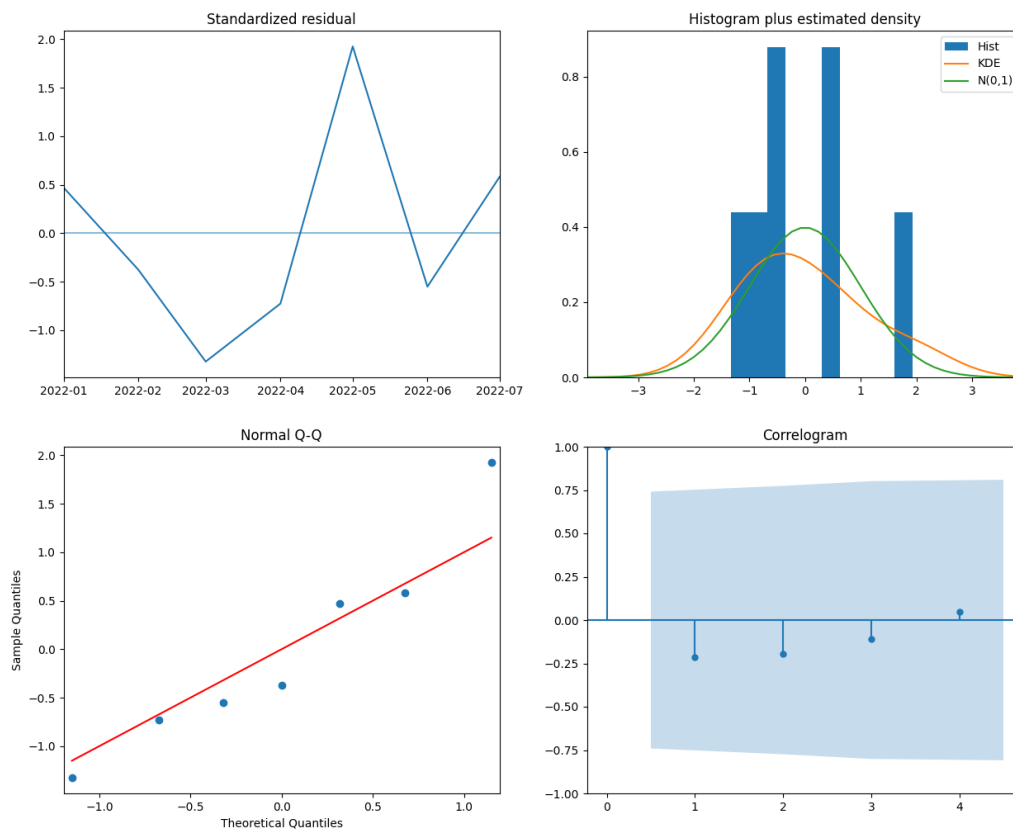 Standardized residual
2.0
1.5
1.0
0.5
0.0
−0.5
−1.0
2022-01 2022-02 2022-03 2022-04 2022-05 2022-06 2022-07
Histogram plus estimated density
Hist
KDE
N(0,1)
0.8
0.6
0.4
0.2
0.0
−3 −2 −1 0 1 2 3
Normal Q-Q
Sample Quantiles
2.0
1.5
1.0
0.5
0.0
−0.5
−1.0
−1.0 −0.5 0.0 0.5 1.0
Theoretical Quantiles
Correlogram
1.00
0.75
0.50
0.25
0.00
−0.25
−0.50
−0.75
−1.00
0 1 2 3 4